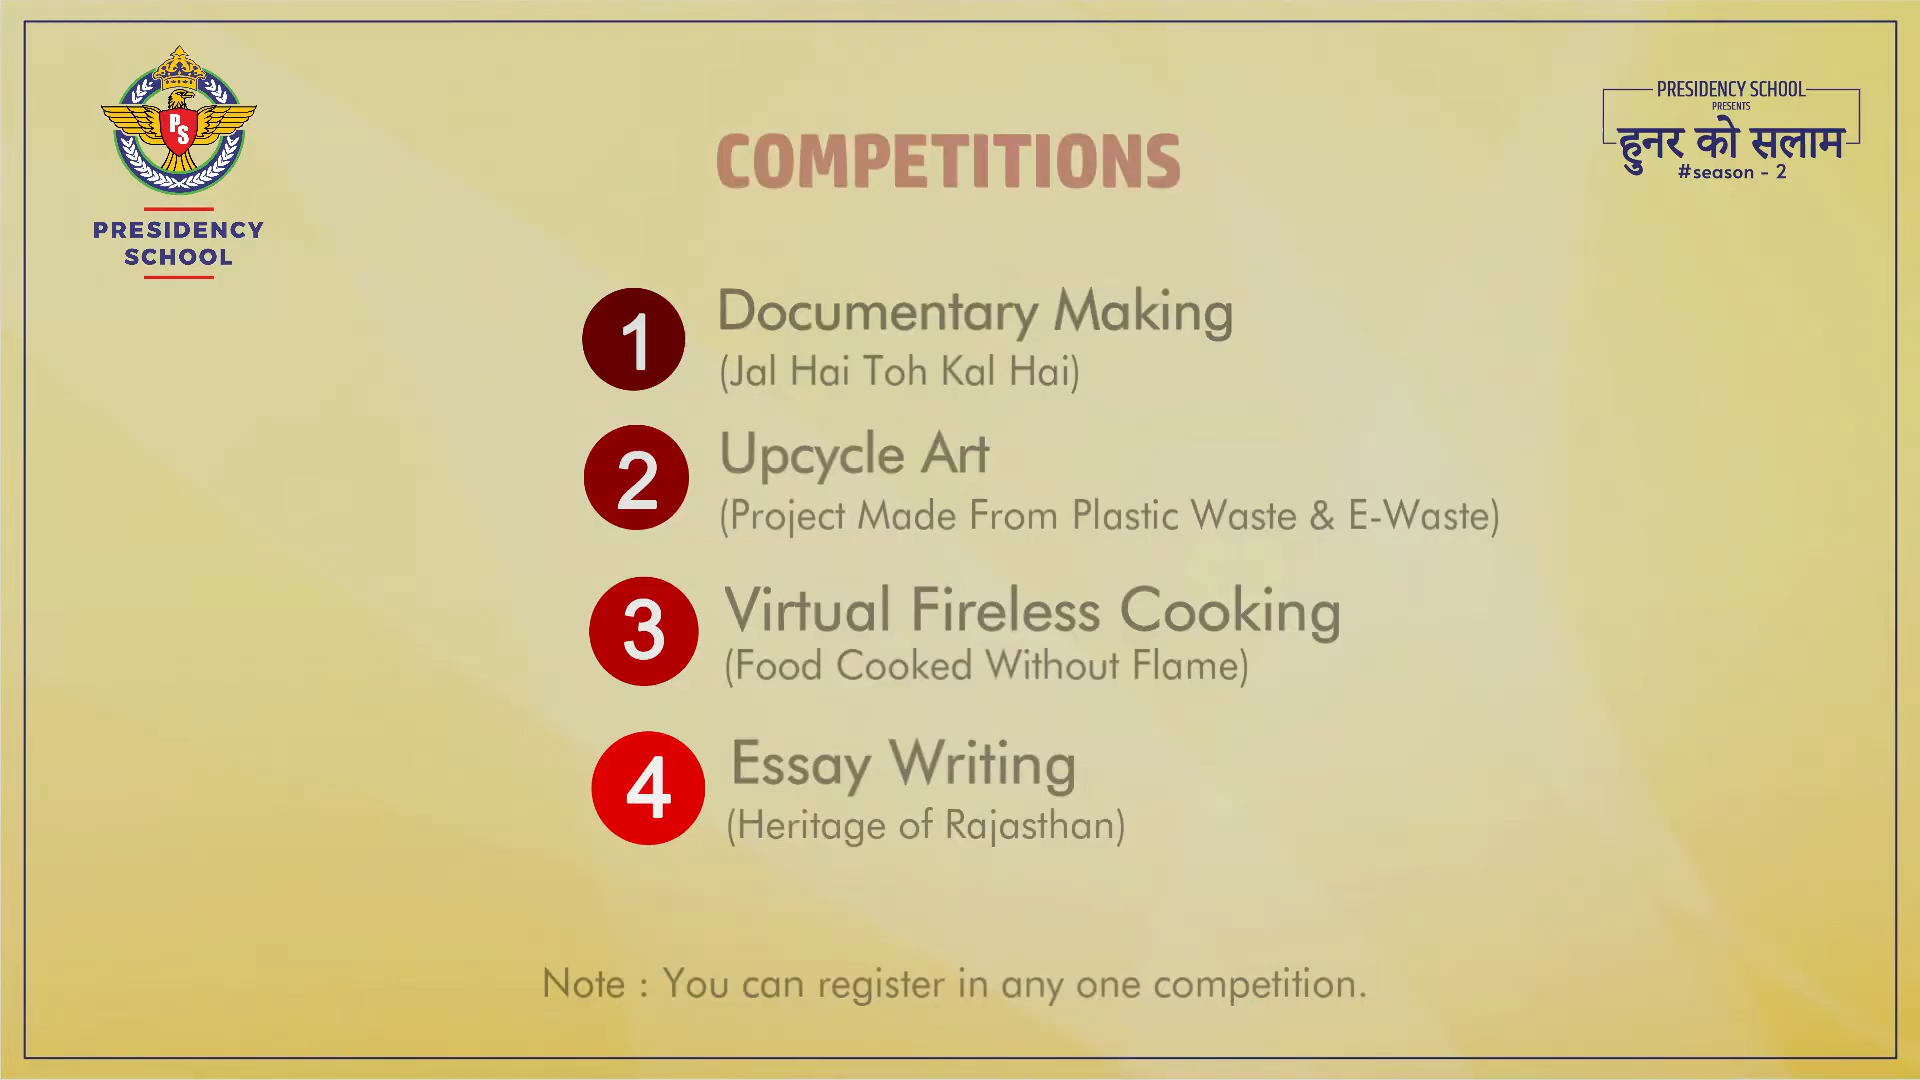 PS
PRESIDENCY
SCHOOL
PRESIDENCY SCHOOL
PRESENTS
हुनर को सलाम
#season - 2
COMPETITIONS
1
Documentary Making
(Jal Hai Toh Kal Hai)
2
Upcycle Art
(Project Made From Plastic Waste & E-Waste)
3
Virtual Fireless Cooking
(Food Cooked Without Flame)
4
Essay Writing
(Heritage of Rajasthan)
Note : You can register in any one competition.